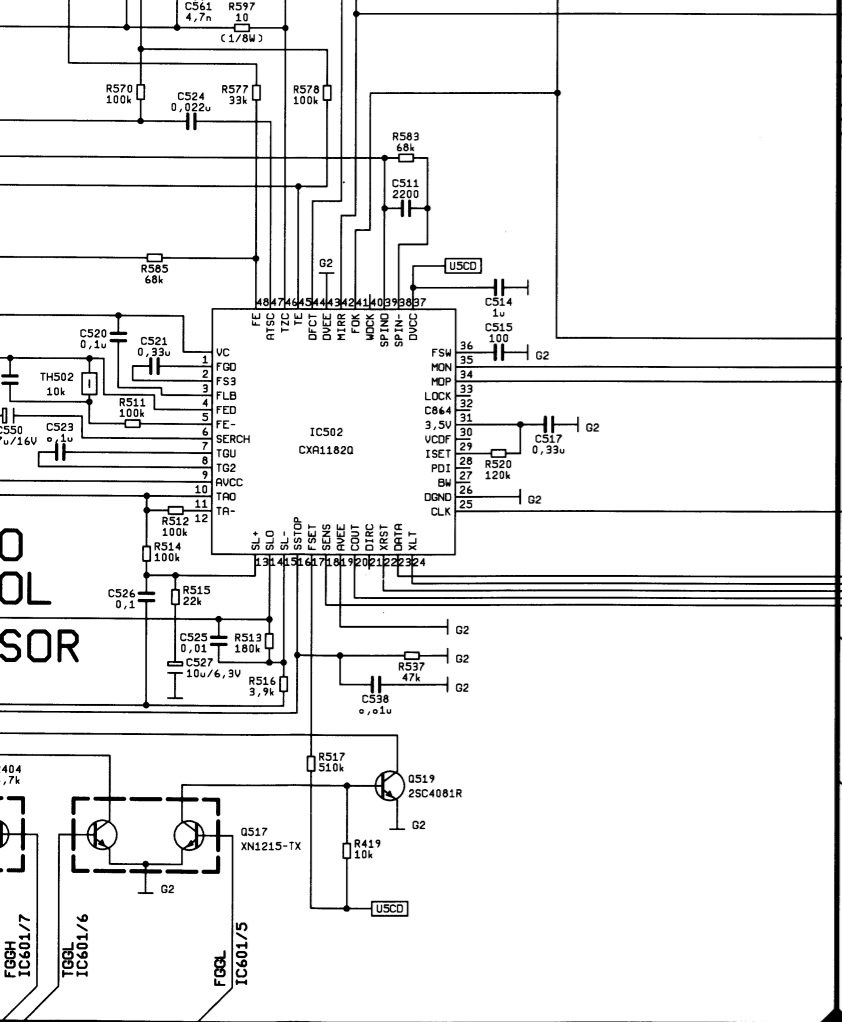 C561 R597
4,7n 10
(1/8W)
R570
100k
C524
0,022u
R577
33k
R578
100k
R583
68k
C511
2200
R585
68k
G2
U5CD
C514
1u
C515
100
G2
48 47 46 45 44 43 42 41 40 39 38 37
FE ATSC TZC TE DFCT DVEE MIRR FOK WDCK SPINO SPIN- DVCC
C520
0,1u
C521
0,33u
TH502
10k
R511
100k
C550
7u/16V
C523
0,1u
VC
1 FGD
2 FS3
3 FLB
4 FED
5 FE-
6 SERCH
7 TGU
8 TG2
9 AVCC
10 TAO
11 TA-
12
IC502
CXA1182Q
FSW 36
MON 35
MDP 34
LOCK 33
C864 32
3,5V 31
VCDF 30
ISET 29
PDI 28
BW 27
DGND 26
CLK 25
C517
0,33u
G2
R520
120k
G2
R512
100k
R514
100k
SL+ SLO SL- SSTOP FSET SENS AVEE COUT DIRC XRST DATA XLT
13 14 15 16 17 18 19 20 21 22 23 24
O
OL
SOR
C526
0,1
R515
22k
C525
0,01
R513
180k
C527
10u/6,3V
R516
3,9k
G2
G2
R537
47k
G2
C538
0,01u
R517
510k
Q519
2SC4081R
G2
404
,7k
Q517
XN1215-TX
R419
10k
G2
U5CD
FGGH
IC601/7
TGGL
IC601/6
FGGL
IC601/5